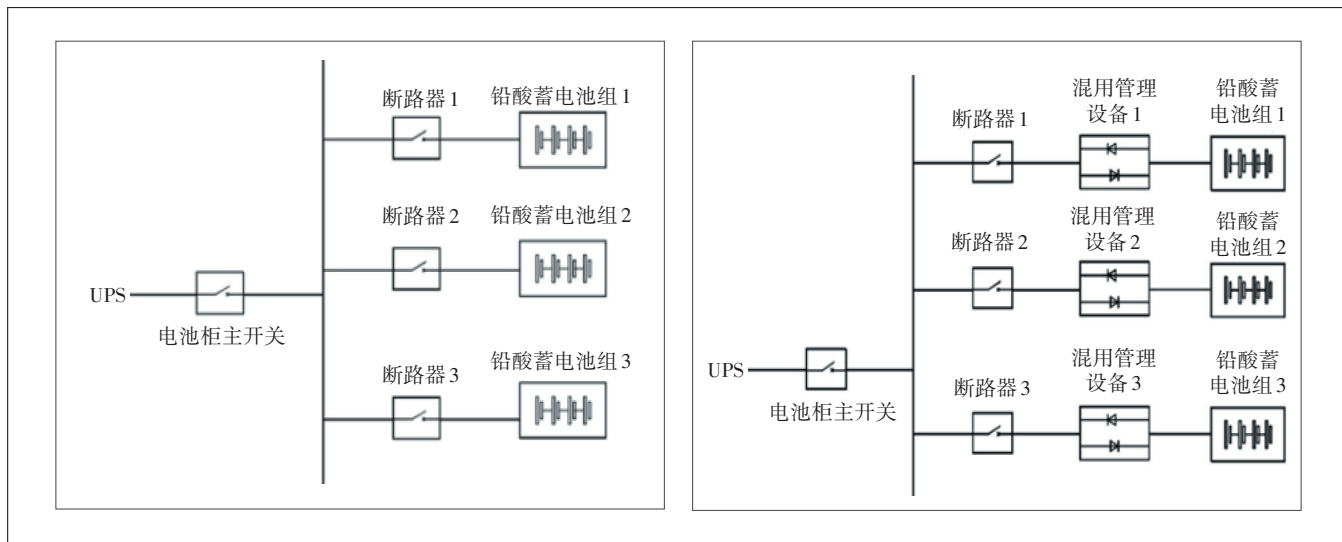 断路器1
铅酸蓄电池组1
断路器2
铅酸蓄电池组2
UPS
电池柜主开关
断路器3
铅酸蓄电池组3
断路器1
混用管理
设备1
铅酸蓄
电池组1
断路器2
混用管理
设备2
铅酸蓄
电池组2
UPS
电池柜主开关
断路器3
混用管理
设备3
铅酸蓄
电池组3